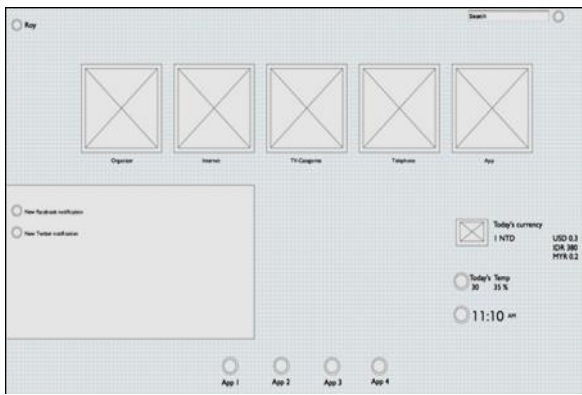 Roy
Search
Organizer
Internet
TV-Categories
Telephone
App
New Facebook notification
New Twitter notification
Today's currency
1 NTD
USD 0.3
IDR 380
MYR 0.2
Today's Temp
30 35 %
11:10 AM
App 1 App 2 App 3 App 4